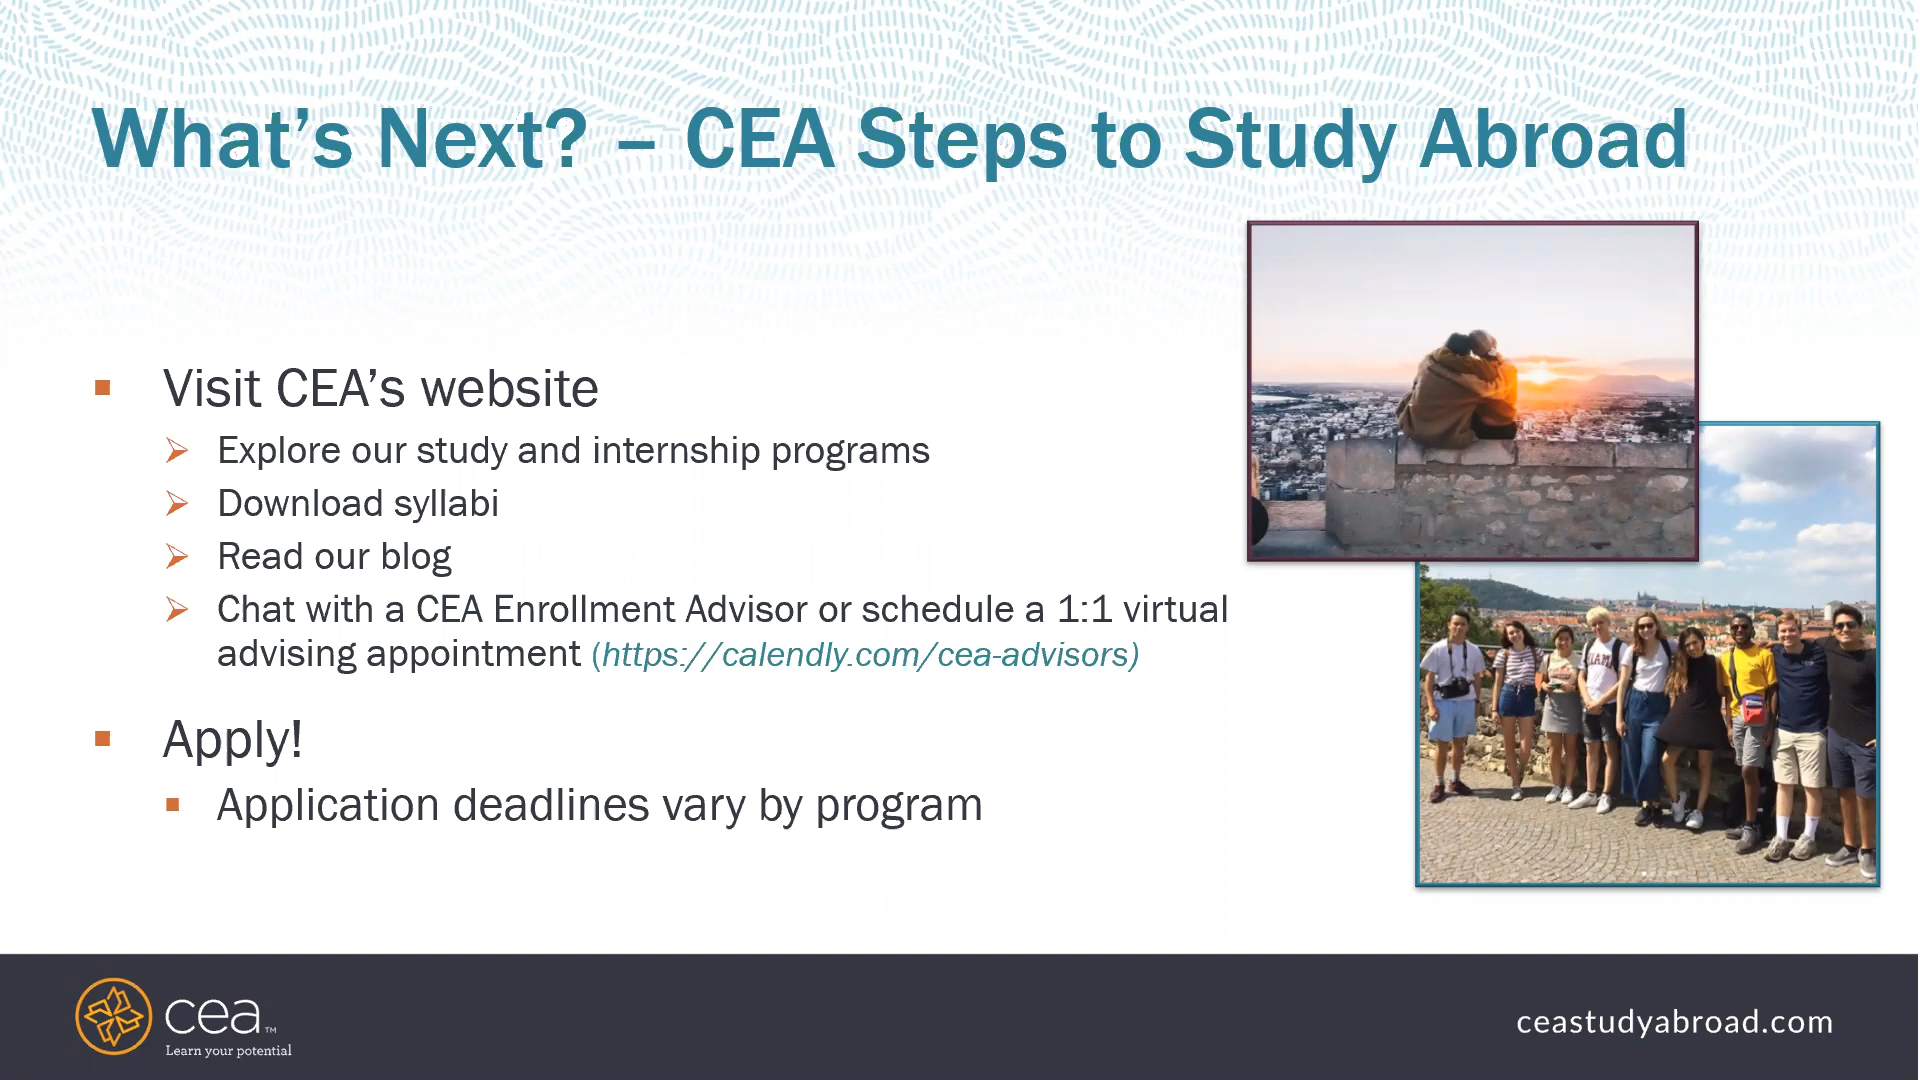 What’s Next? – CEA Steps to Study Abroad
Visit CEA’s website
Explore our study and internship programs
Download syllabi
Read our blog
Chat with a CEA Enrollment Advisor or schedule a 1:1 virtual
advising appointment (https://calendly.com/cea-advisors)
Apply!
Application deadlines vary by program
cea™
Learn your potential
ceastudyabroad.com